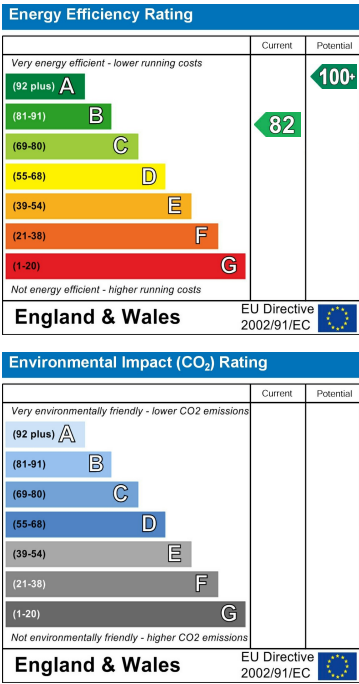 Energy Efficiency Rating
Current Potential
Very energy efficient - lower running costs
(92 plus) A
(81-91) B
(69-80) C
(55-68) D
(39-54) E
(21-38) F
(1-20) G
82
100+
Not energy efficient - higher running costs
England & Wales
EU Directive
2002/91/EC
Environmental Impact (CO₂) Rating
Current Potential
Very environmentally friendly - lower CO2 emissions
(92 plus) A
(81-91) B
(69-80) C
(55-68) D
(39-54) E
(21-38) F
(1-20) G
Not environmentally friendly - higher CO2 emissions
England & Wales
EU Directive
2002/91/EC